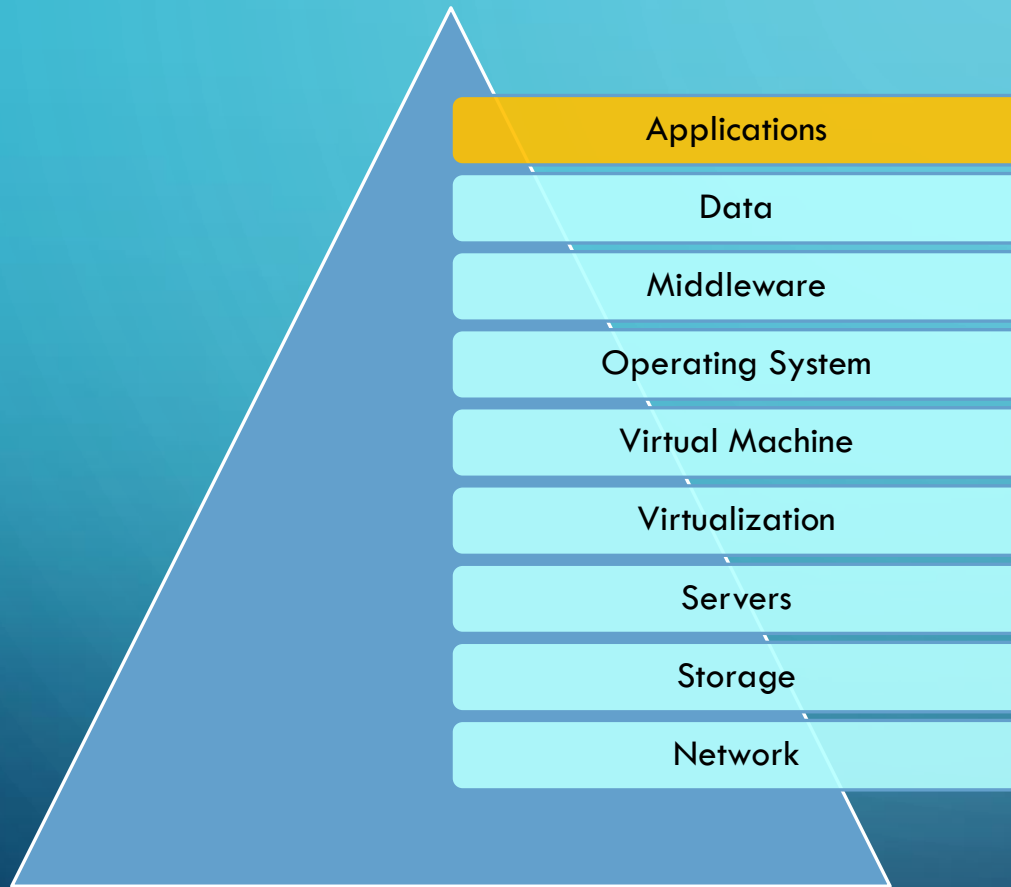 Applications
Data
Middleware
Operating System
Virtual Machine
Virtualization
Servers
Storage
Network